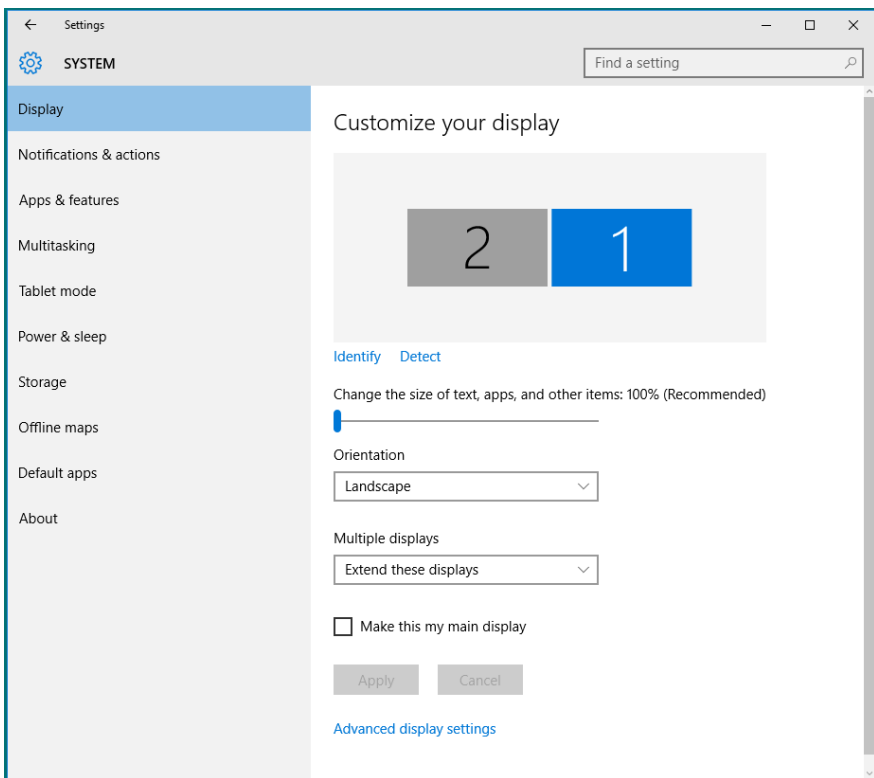 Settings
SYSTEM
Find a setting
Display
Notifications & actions
Apps & features
Multitasking
Tablet mode
Power & sleep
Storage
Offline maps
Default apps
About
Customize your display
2 1
Identify Detect
Change the size of text, apps, and other items: 100% (Recommended)
Orientation
Landscape
Multiple displays
Extend these displays
Make this my main display
Apply Cancel
Advanced display settings